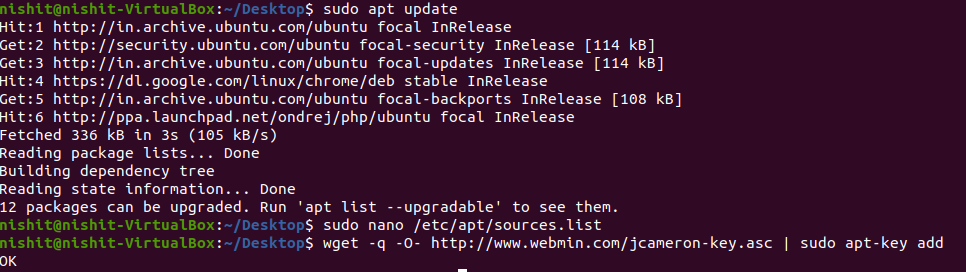 nishit@nishit-VirtualBox:~/Desktop$ sudo apt update
Hit:1 http://in.archive.ubuntu.com/ubuntu focal InRelease
Get:2 http://security.ubuntu.com/ubuntu focal-security InRelease [114 kB]
Get:3 http://in.archive.ubuntu.com/ubuntu focal-updates InRelease [114 kB]
Hit:4 https://dl.google.com/linux/chrome/deb stable InRelease
Get:5 http://in.archive.ubuntu.com/ubuntu focal-backports InRelease [108 kB]
Hit:6 http://ppa.launchpad.net/ondrej/php/ubuntu focal InRelease
Fetched 336 kB in 3s (105 kB/s)
Reading package lists... Done
Building dependency tree
Reading state information... Done
12 packages can be upgraded. Run 'apt list --upgradable' to see them.
nishit@nishit-VirtualBox:~/Desktop$ sudo nano /etc/apt/sources.list
nishit@nishit-VirtualBox:~/Desktop$ wget -q -O- http://www.webmin.com/jcameron-key.asc | sudo apt-key add
OK